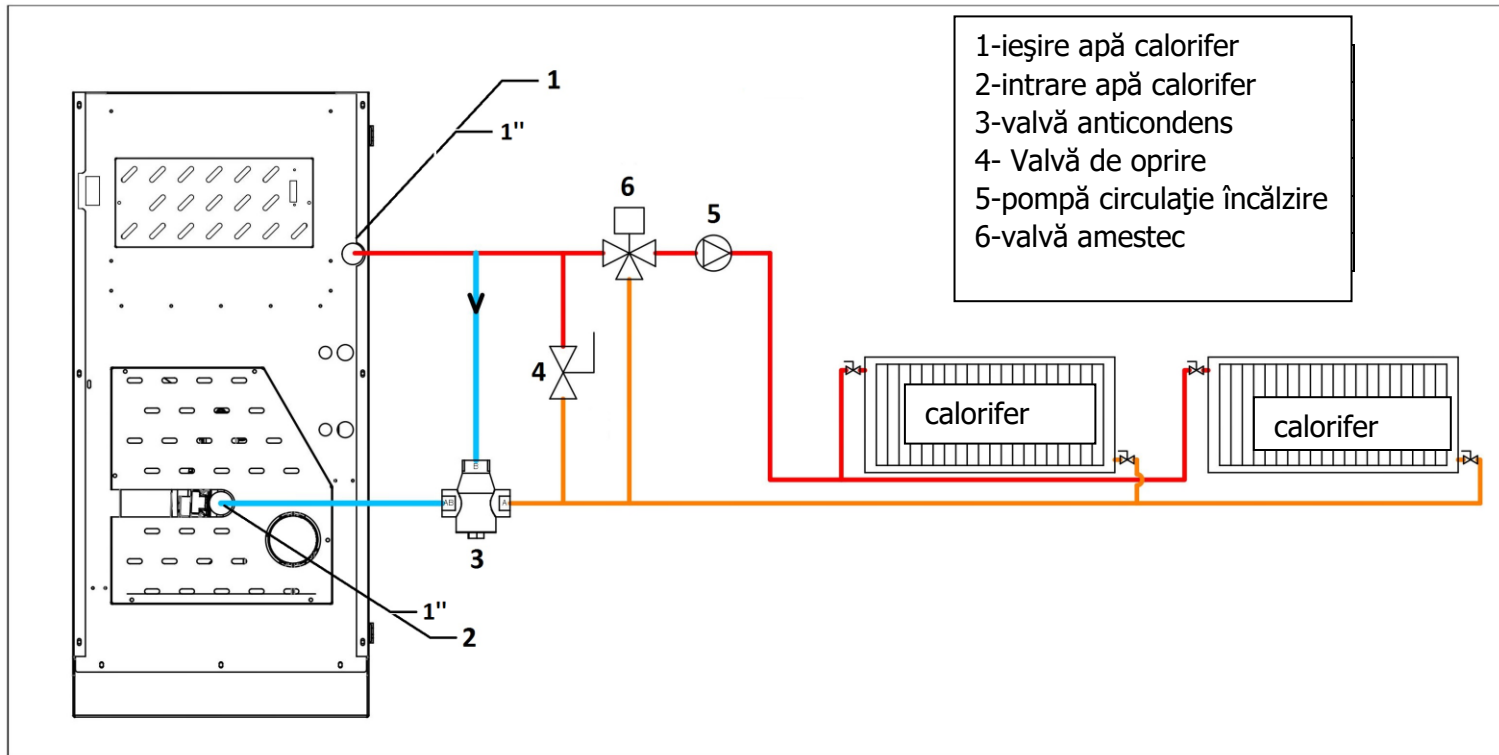 1-ieşire apă calorifer
2-intrare apă calorifer
3-valvă anticondens
4- Valvă de oprire
5-pompă circulaţie încălzire
6-valvă amestec
1
1"
6
5
4
calorifer
calorifer
B
AB
A
3
1"
2